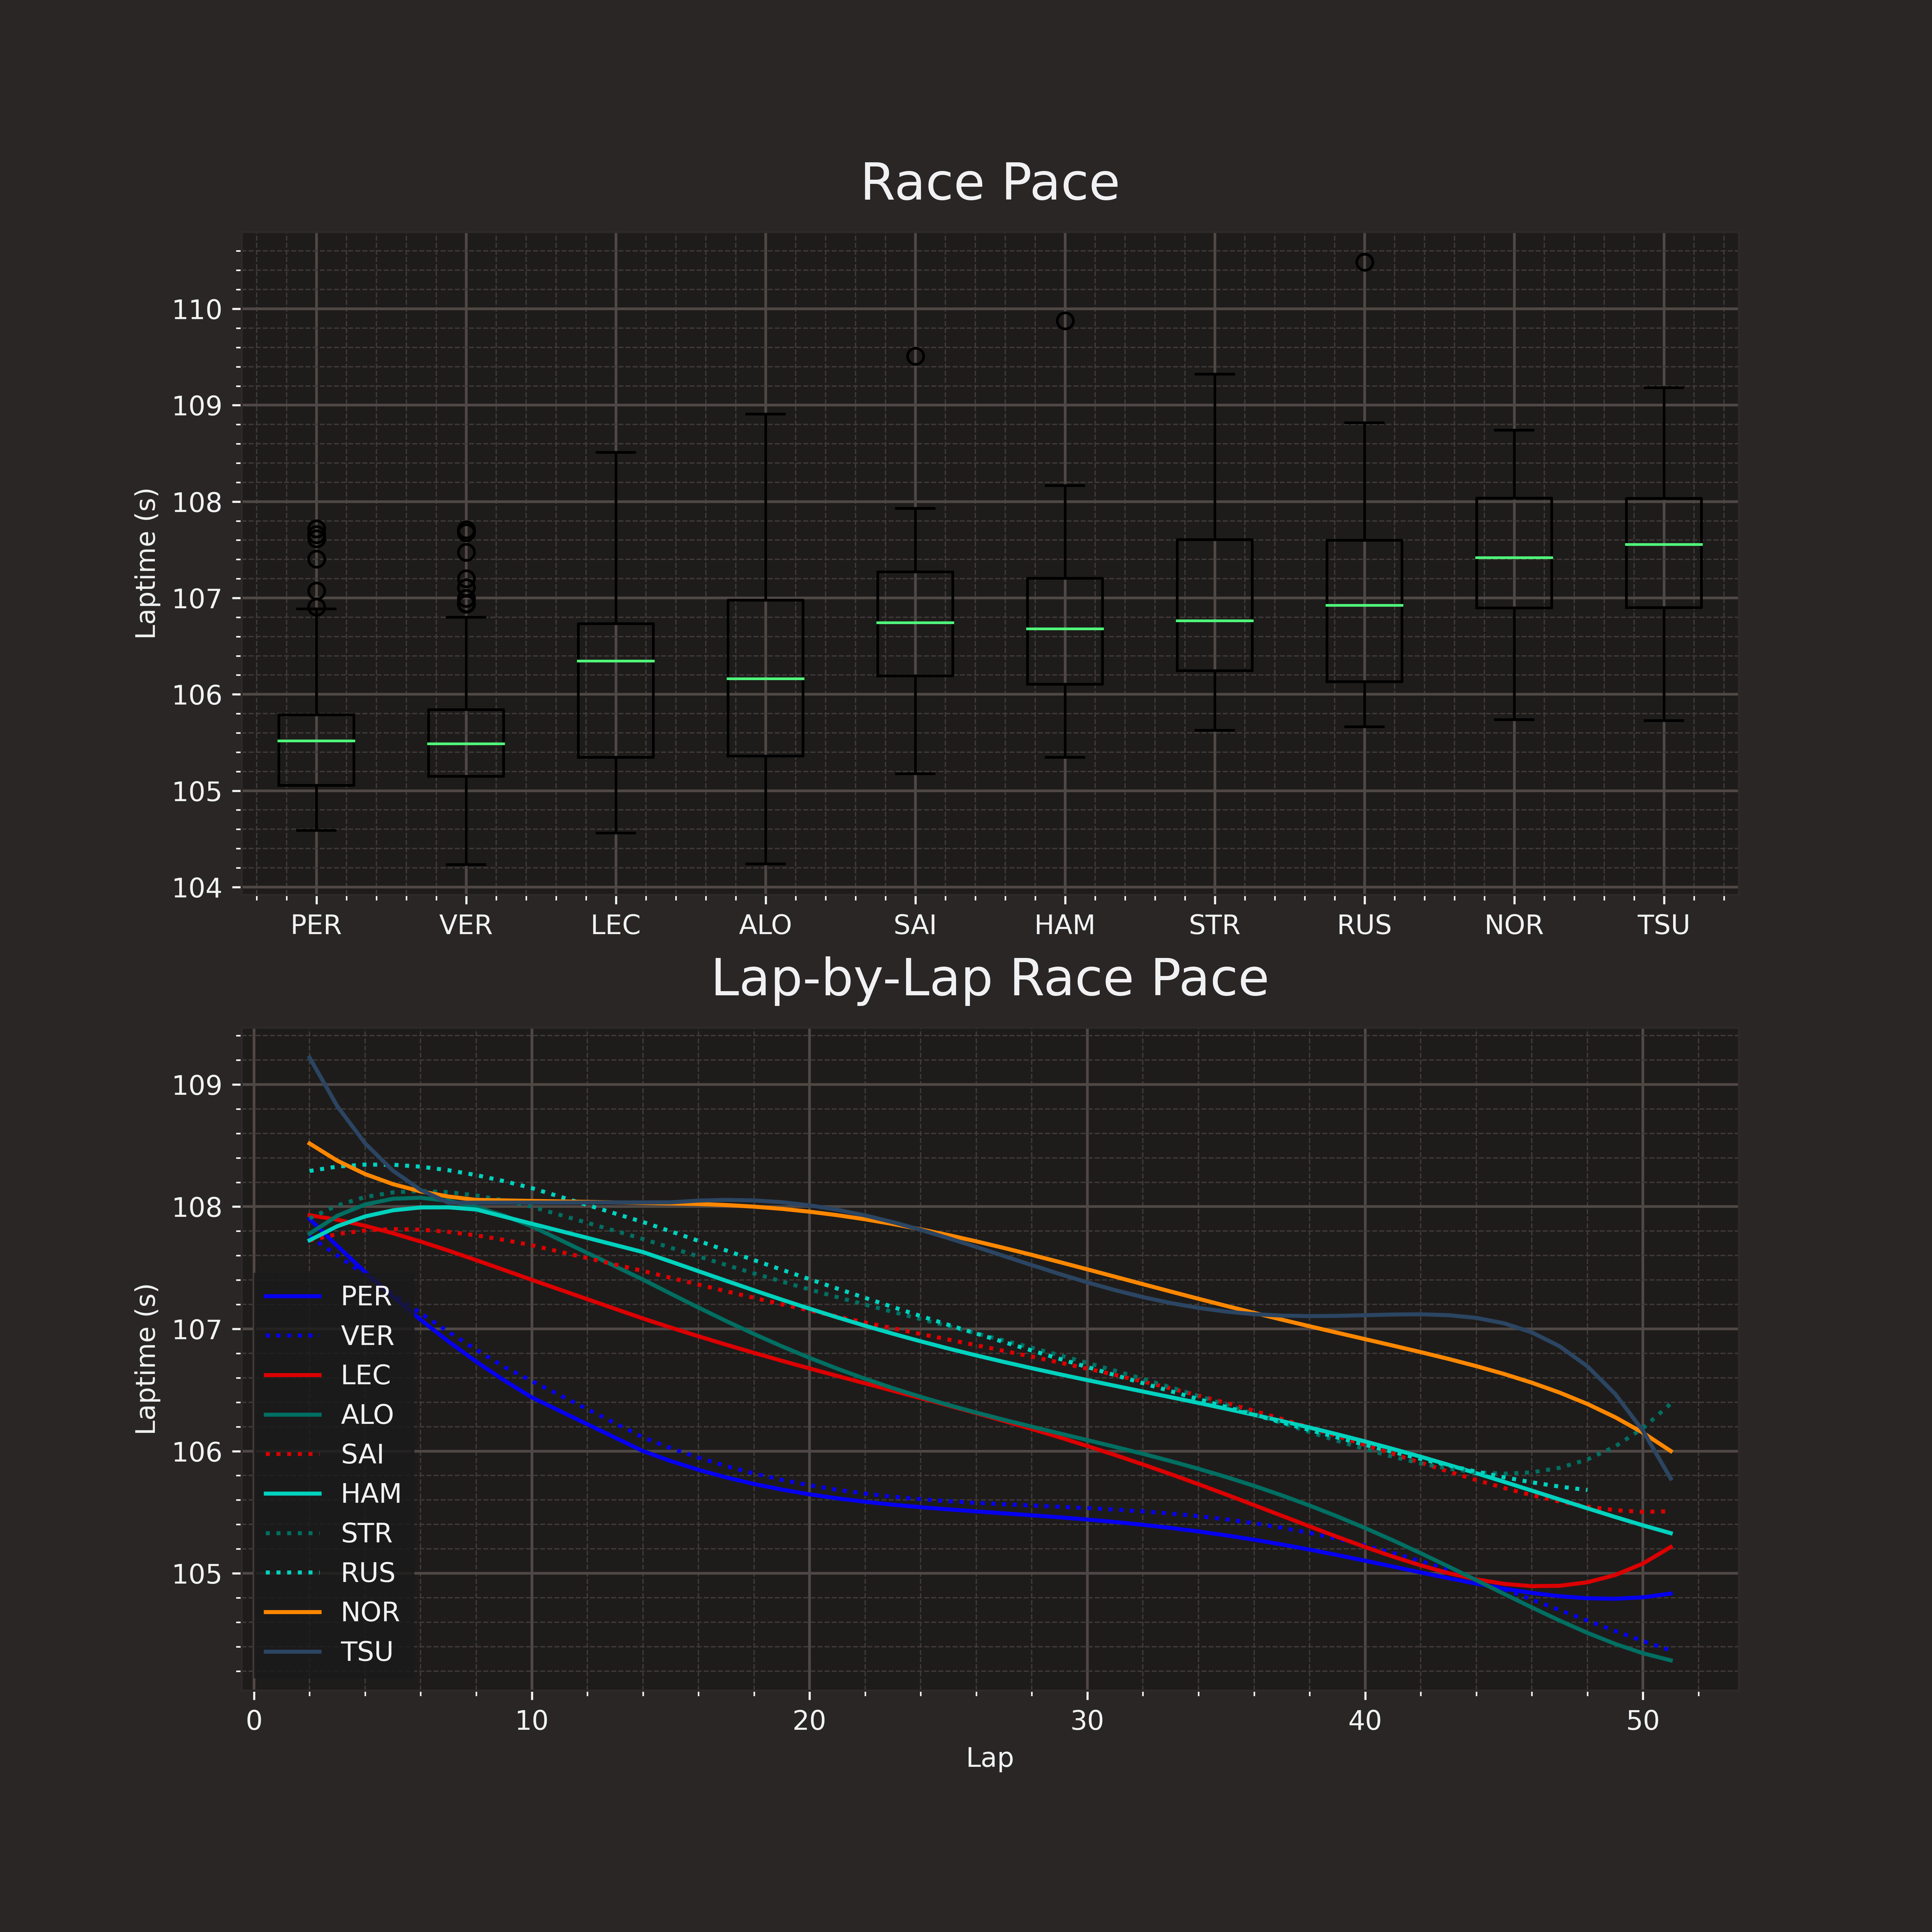 Race Pace
Laptime (s)
110
109
108
107
106
105
104
PER VER LEC ALO SAI HAM STR RUS NOR TSU
Lap-by-Lap Race Pace
Laptime (s)
109
108
107
106
105
PER
VER
LEC
ALO
SAI
HAM
STR
RUS
NOR
TSU
0 10 20 30 40 50
Lap